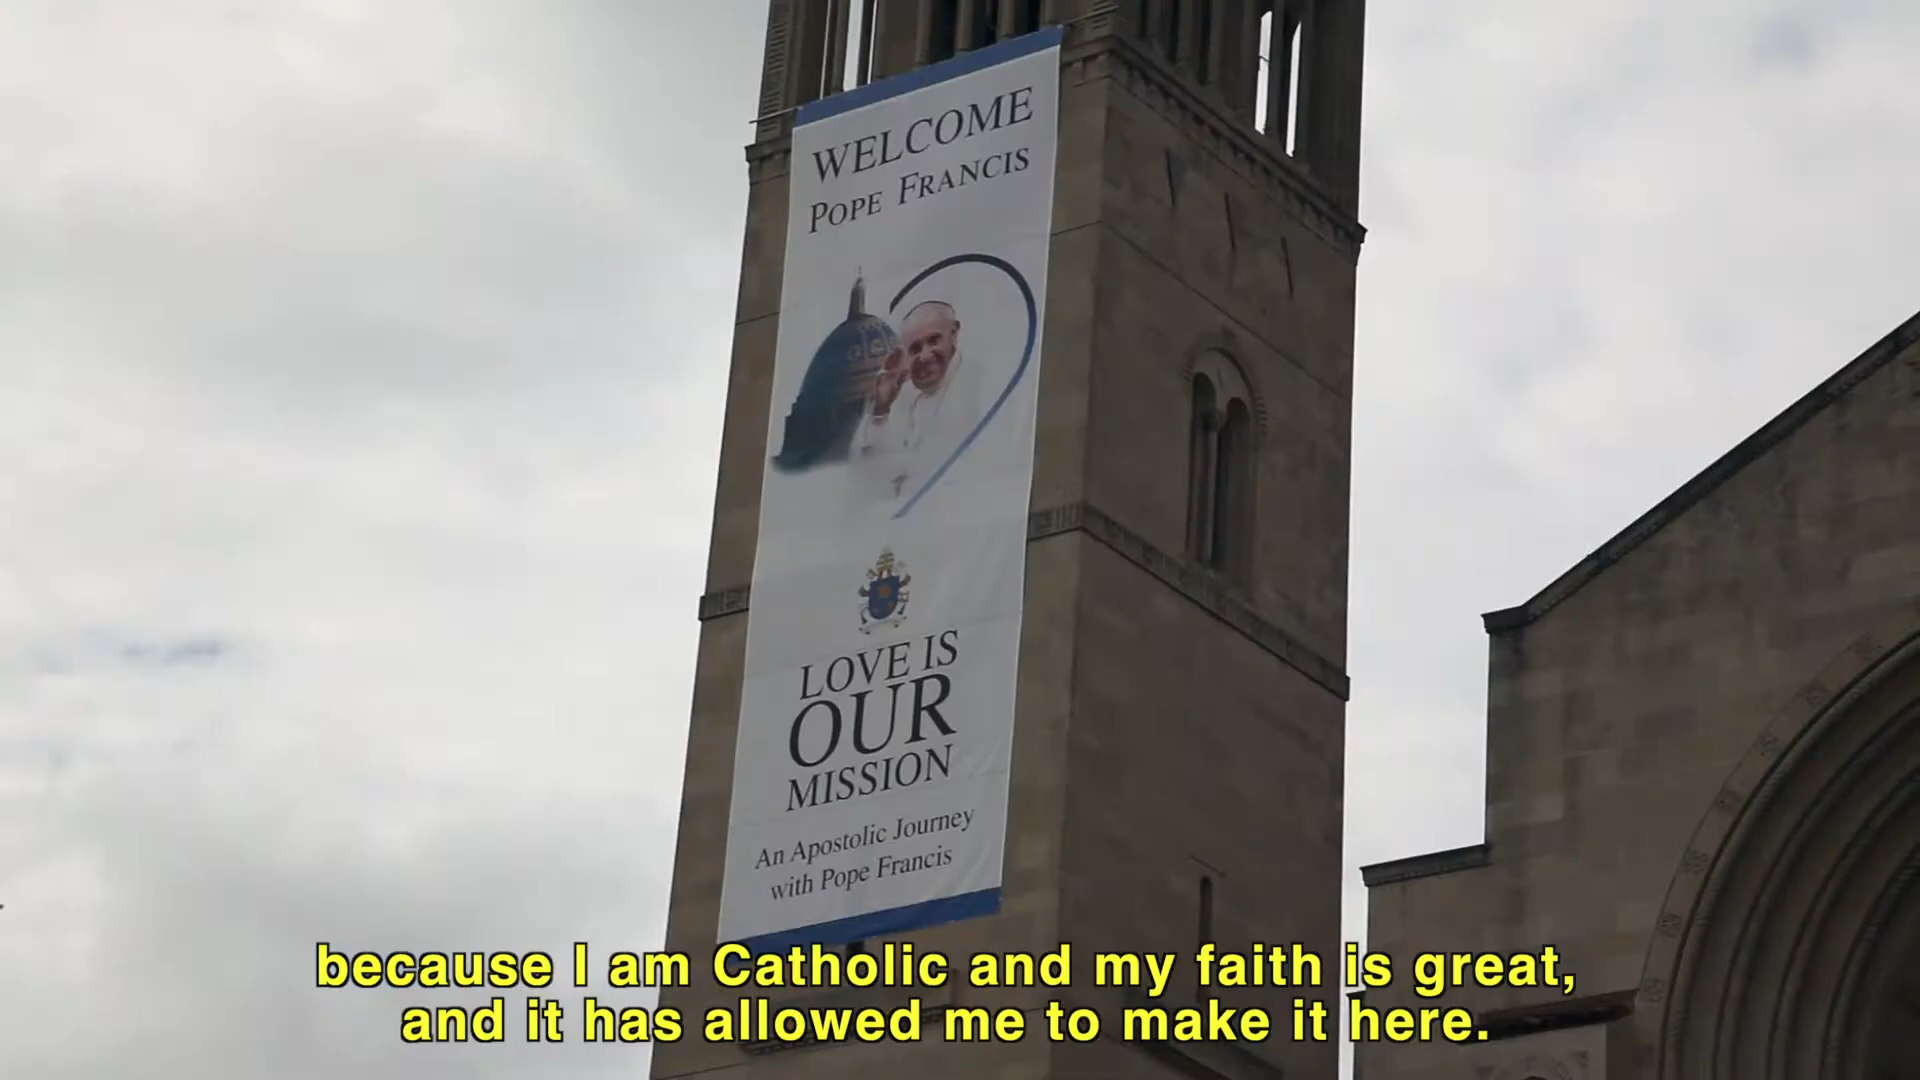 WELCOME
POPE FRANCIS
LOVE IS
OUR
MISSION
An Apostolic Journey
with Pope Francis
because I am Catholic and my faith is great,
and it has allowed me to make it here.